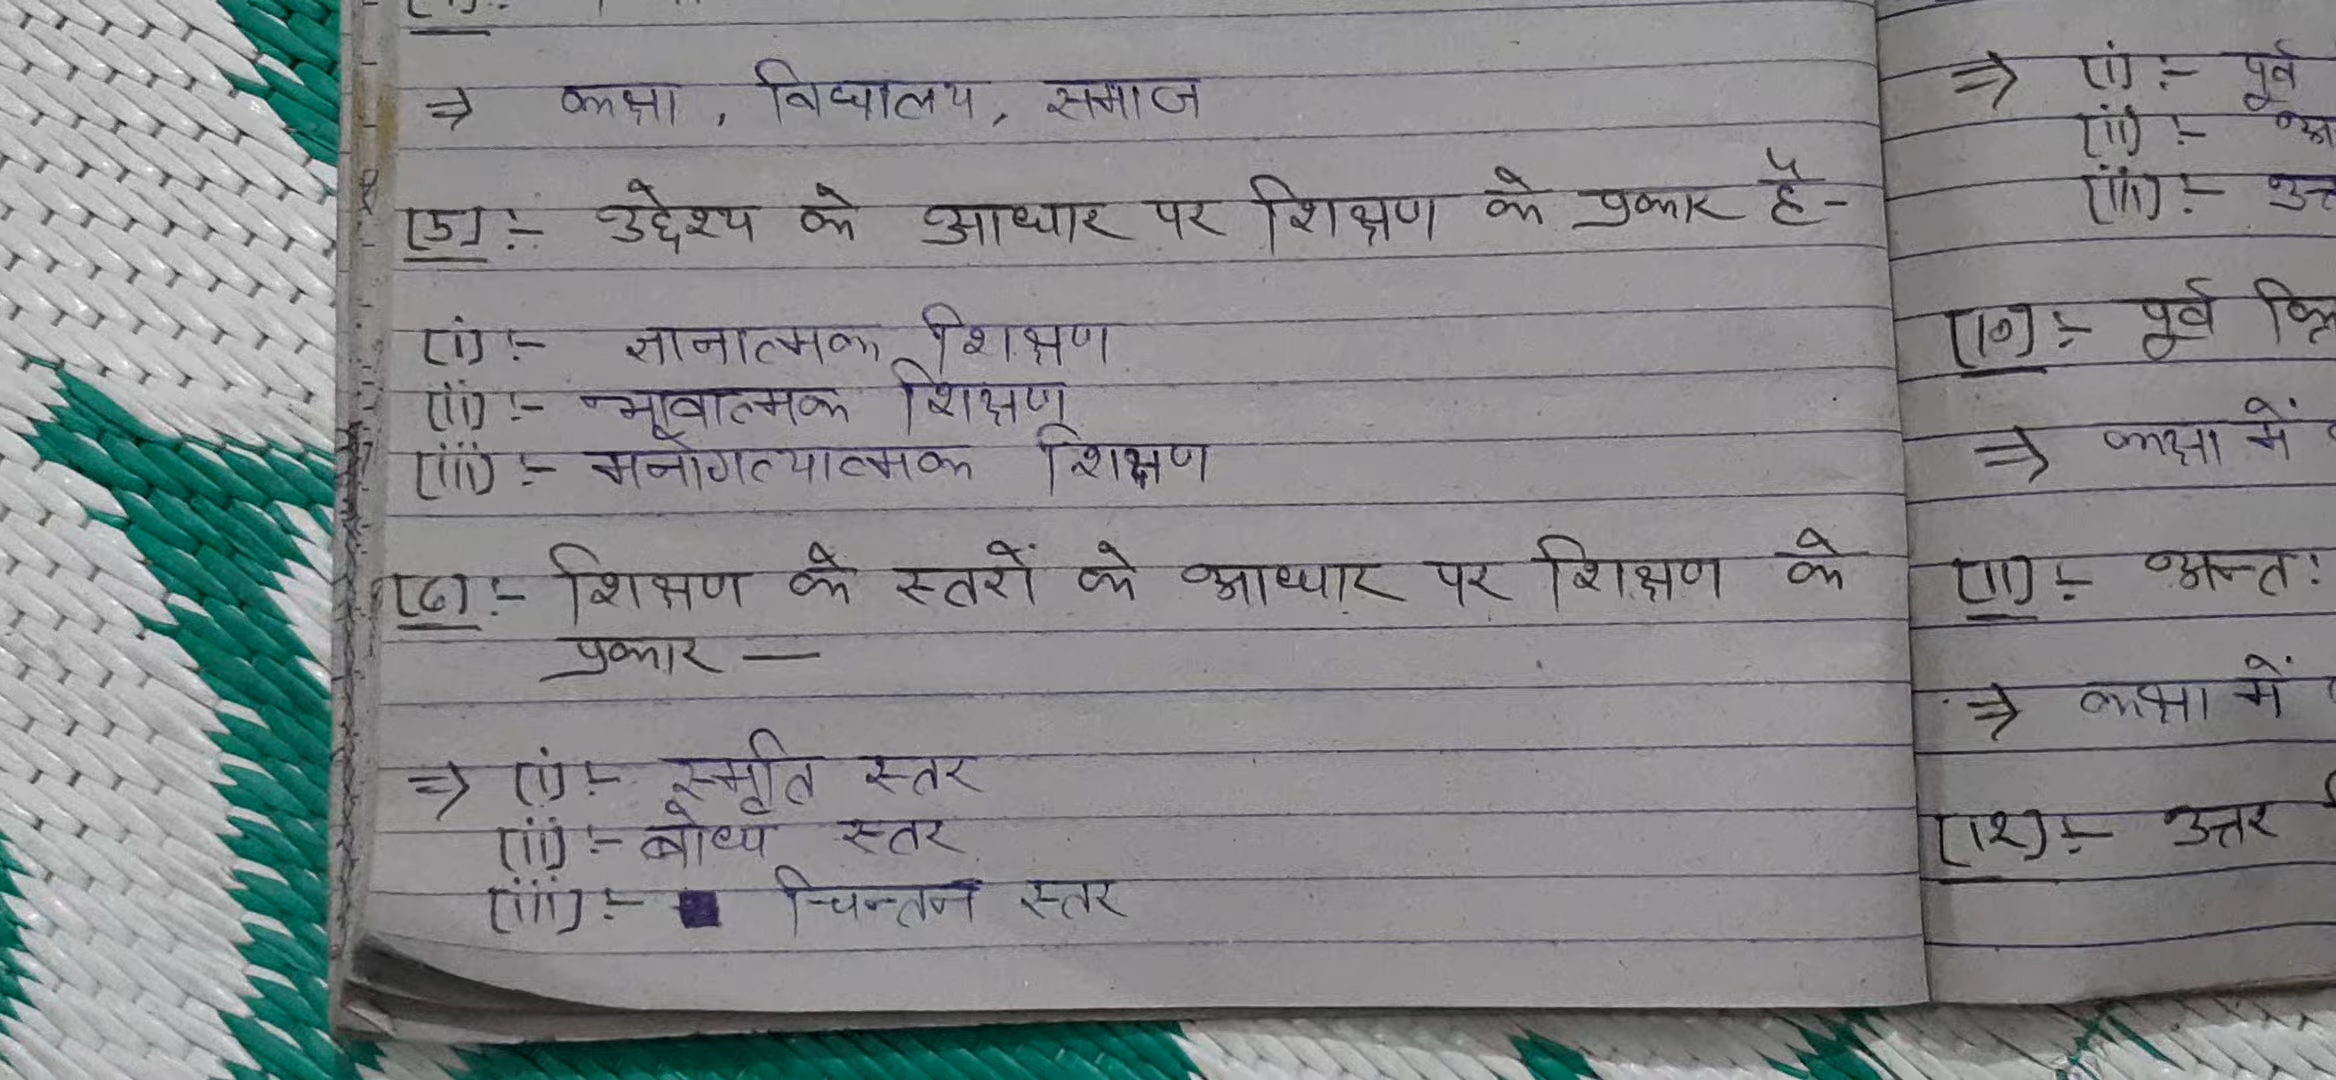 ⇒ कक्षा, विद्यालय, समाज
[5]:- उद्देश्य के आधार पर शिक्षण के प्रकार है-
(i):- ज्ञानात्मक शिक्षण
(ii):- भावात्मक शिक्षण
(iii):- मनोगत्यात्मक शिक्षण
[6]:- शिक्षण के स्तरों के आधार पर शिक्षण के
प्रकार —
⇒ (i):- स्मृति स्तर
(ii):- बोध स्तर
(iii):- चिन्तन स्तर
⇒ (i):- पूर्व
(ii):-
(iii):-
[10]:- पूर्व
⇒ कक्षा में
[11]:- अन्तः
⇒ कक्षा में
[12]:- उत्तर